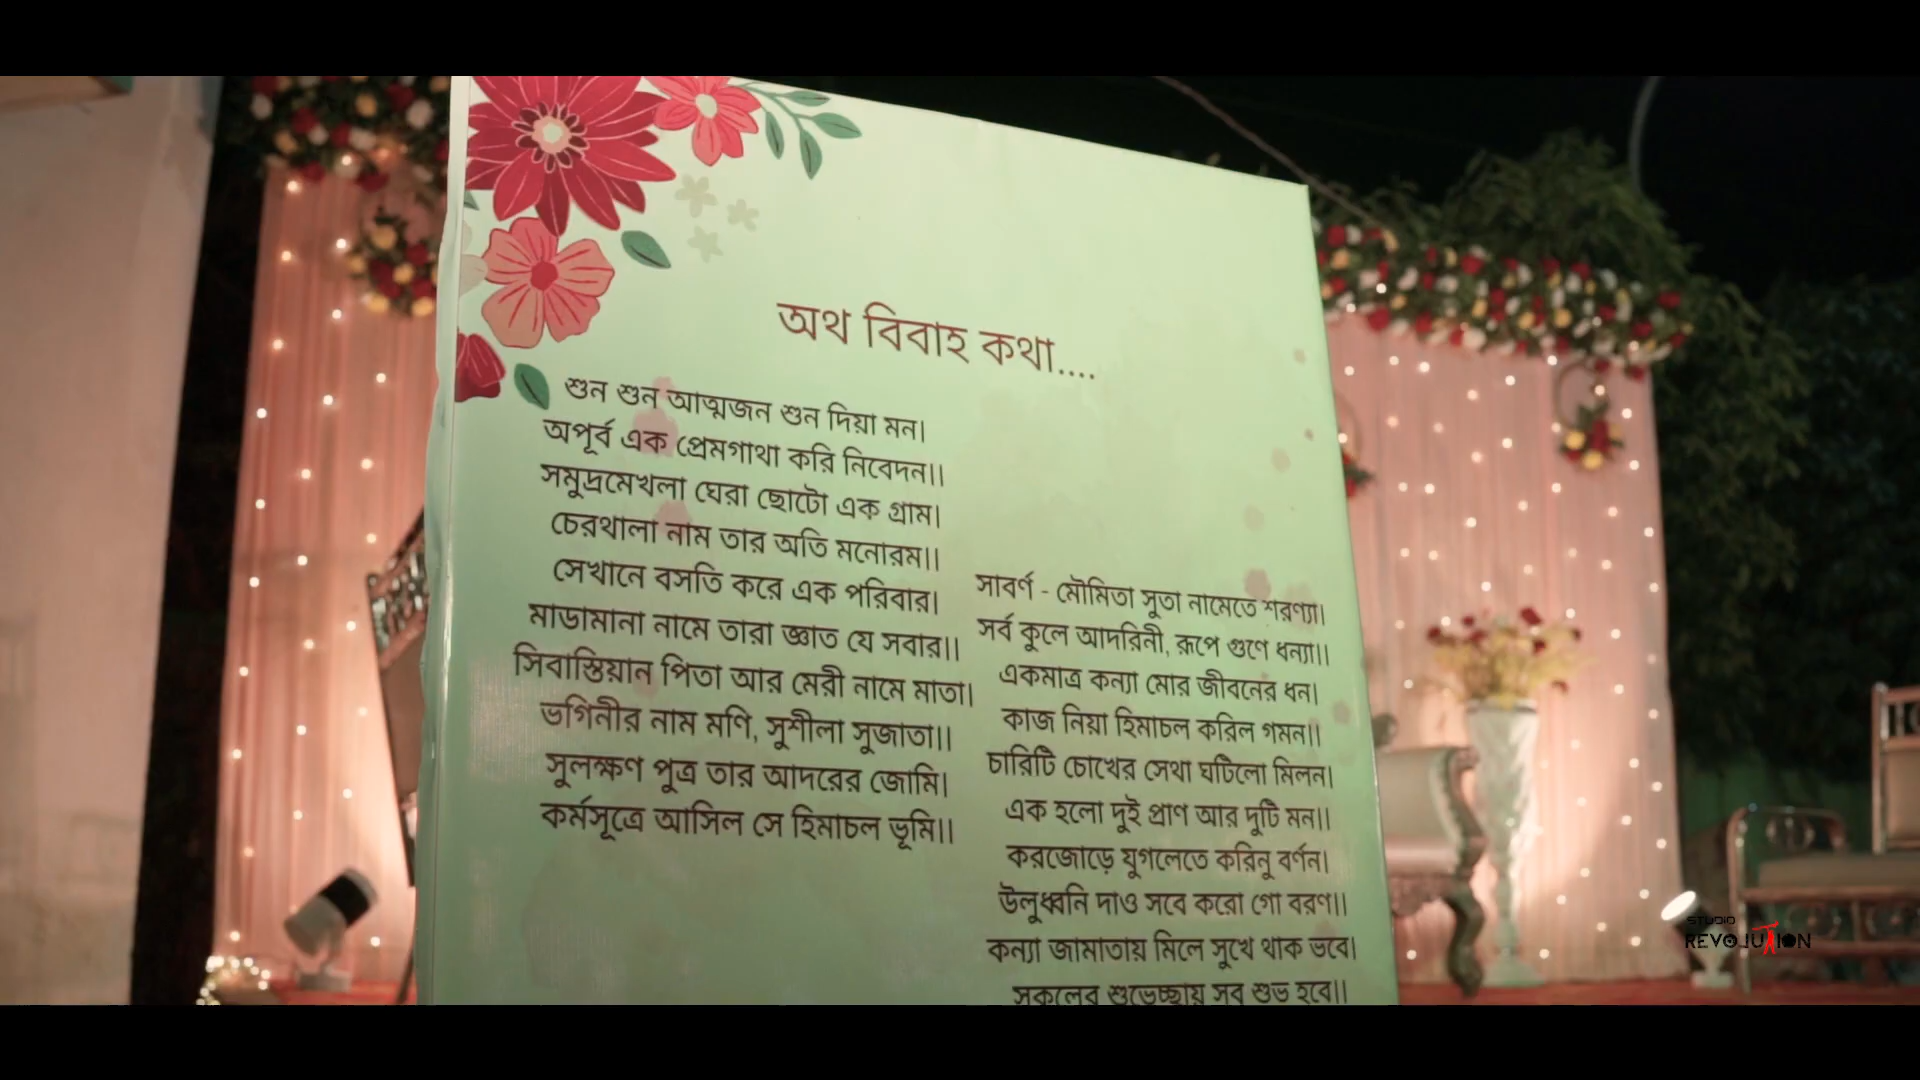 অথ বিবাহ কথা....
শুন শুন আত্মজন শুন দিয়া মন।
অপূর্ব এক প্রেমগাথা করি নিবেদন।।
সমুদ্রমেখলা ঘেরা ছোটো এক গ্রাম।
চেরথালা নাম তার অতি মনোরম।।
সেখানে বসতি করে এক পরিবার।
মাডামানা নামে তারা জ্ঞাত যে সবার।।
সিবাস্তিয়ান পিতা আর মেরী নামে মাতা।
ভগিনীর নাম মণি, সুশীলা সুজাতা।।
সুলক্ষণ পুত্র তার আদরের জোমি।
কর্মসূত্রে আসিল সে হিমাচল ভূমি।।
সাবর্ণ - মৌমিতা সুতা নামেতে শরণ্যা।
সর্ব কুলে আদরিনী, রূপে গুণে ধন্যা।।
একমাত্র কন্যা মোর জীবনের ধন।
কাজ নিয়া হিমাচল করিল গমন।।
চারিটি চোখের সেথা ঘটিলো মিলন।
এক হলো দুই প্রাণ আর দুটি মন।।
করজোড়ে যুগলেতে করিনু বর্ণন।
উলুধ্বনি দাও সবে করো গো বরণ।।
কন্যা জামাতায় মিলে সুখে থাক ভবে।
সকলের শুভেচ্ছায় সব শুভ হবে।।
STUDIO
REVOLUTION